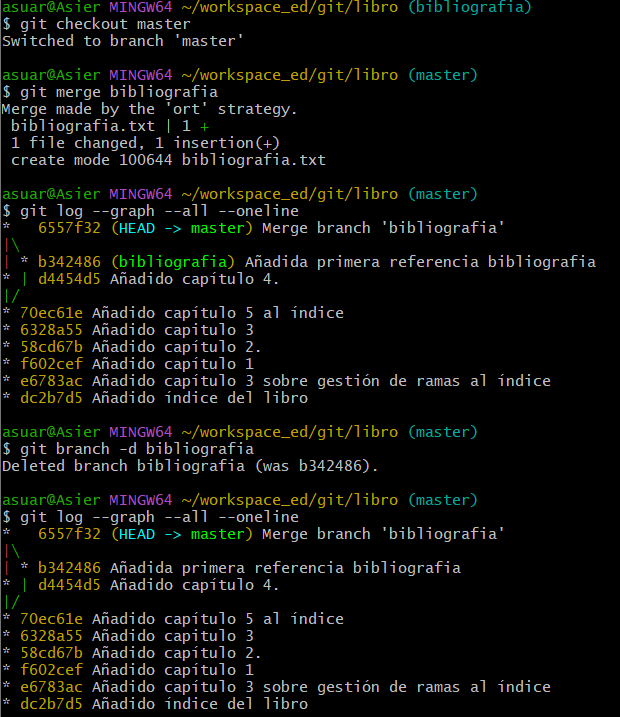 asuar@Asier MINGW64 ~/workspace_ed/git/libro (bibliografia)
$ git checkout master
Switched to branch 'master'

asuar@Asier MINGW64 ~/workspace_ed/git/libro (master)
$ git merge bibliografia
Merge made by the 'ort' strategy.
 bibliografia.txt | 1 +
 1 file changed, 1 insertion(+)
 create mode 100644 bibliografia.txt

asuar@Asier MINGW64 ~/workspace_ed/git/libro (master)
$ git log --graph --all --oneline
*   6557f32 (HEAD -> master) Merge branch 'bibliografia'
|\
| * b342486 (bibliografia) Añadida primera referencia bibliografia
* | d4454d5 Añadido capítulo 4.
|/
* 70ec61e Añadido capítulo 5 al índice
* 6328a55 Añadido capítulo 3
* 58cd67b Añadido capítulo 2.
* f602cef Añadido capítulo 1
* e6783ac Añadido capítulo 3 sobre gestión de ramas al índice
* dc2b7d5 Añadido índice del libro

asuar@Asier MINGW64 ~/workspace_ed/git/libro (master)
$ git branch -d bibliografia
Deleted branch bibliografia (was b342486).

asuar@Asier MINGW64 ~/workspace_ed/git/libro (master)
$ git log --graph --all --oneline
*   6557f32 (HEAD -> master) Merge branch 'bibliografia'
|\
| * b342486 Añadida primera referencia bibliografia
* | d4454d5 Añadido capítulo 4.
|/
* 70ec61e Añadido capítulo 5 al índice
* 6328a55 Añadido capítulo 3
* 58cd67b Añadido capítulo 2.
* f602cef Añadido capítulo 1
* e6783ac Añadido capítulo 3 sobre gestión de ramas al índice
* dc2b7d5 Añadido índice del libro